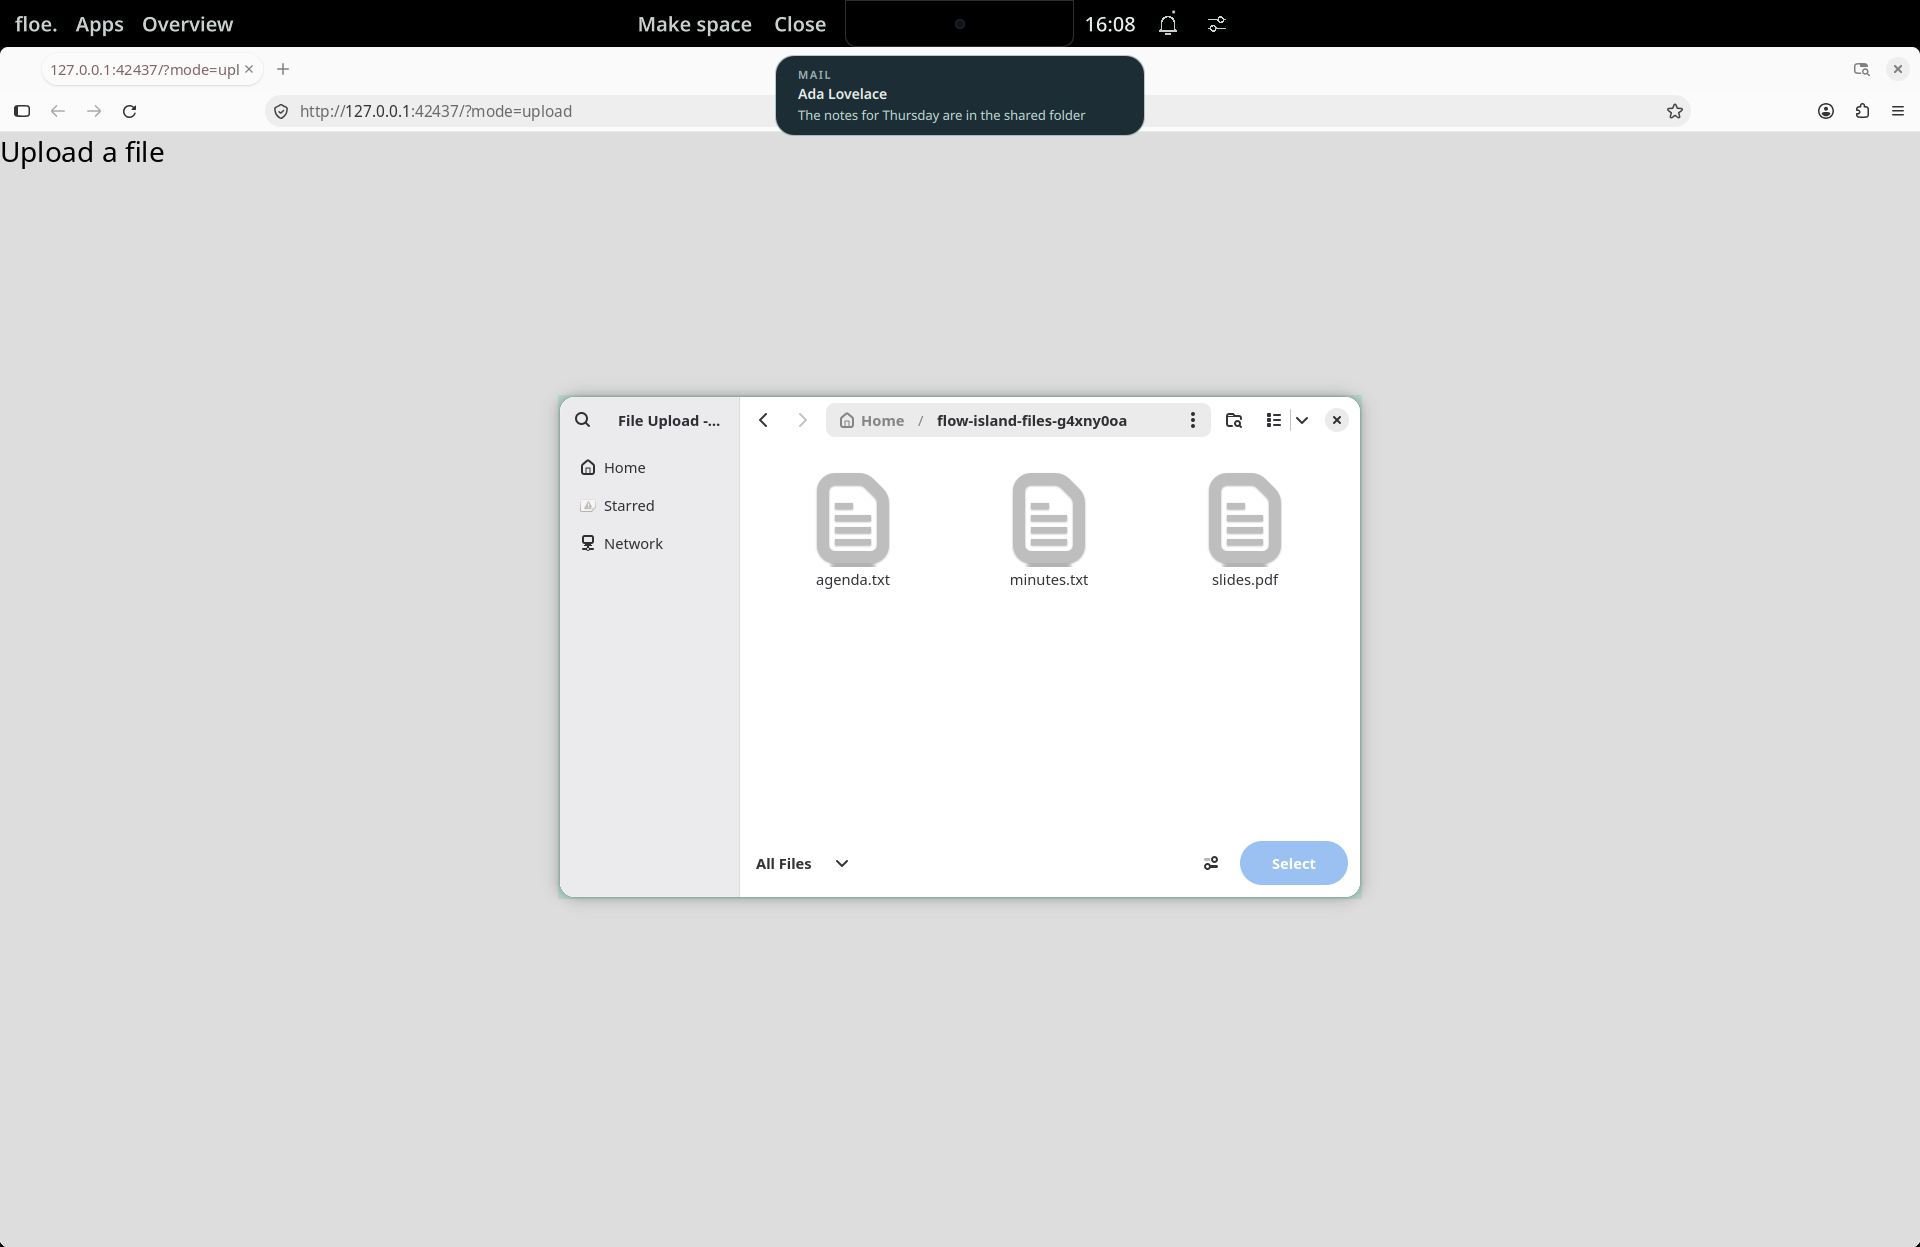 floe. Apps Overview Make space Close 16:08
127.0.0.1:42437/?mode=upl
http://127.0.0.1:42437/?mode=upload
MAIL
Ada Lovelace
The notes for Thursday are in the shared folder
Upload a file
File Upload -... Home / flow-island-files-g4xny0oa
Home
Starred
Network
agenda.txt minutes.txt slides.pdf
All Files Select